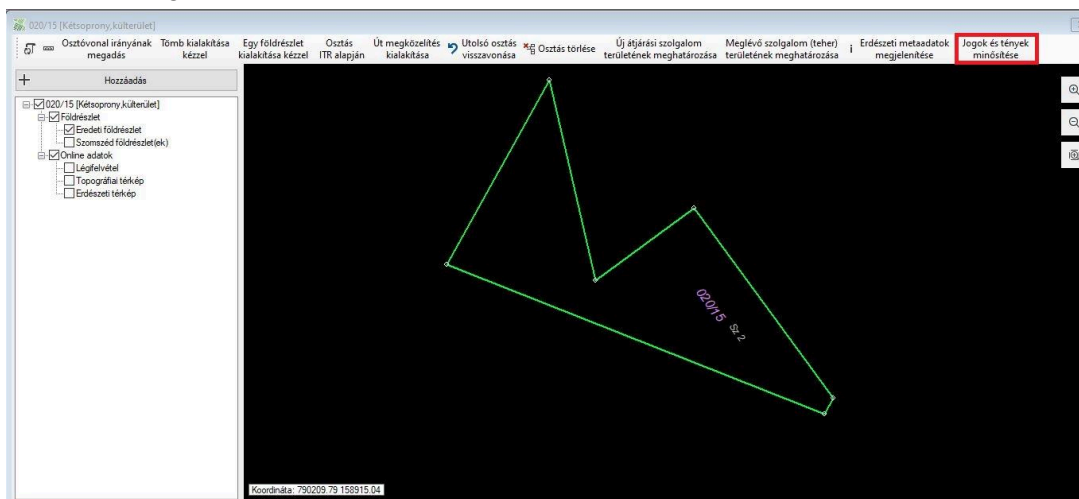 020/15 [Kétsoprony,külterület]
Osztóvonal irányának megadás
Tömb kialakítása kézzel
Egy földrészlet kialakítása kézzel
Osztás ITR alapján
Út megközelítés kialakítása
Utolsó osztás visszavonása
Osztás törlése
Új átjárási szolgalom területének meghatározása
Meglévő szolgalom (teher) területének meghatározása
i
Erdészeti metaadatok megjelenítése
Jogok és tények minősítése
Hozzáadás
020/15 [Kétsoprony,külterület]
Földrészlet
Eredeti földrészlet
Szomszéd földrészlet(ek)
Online adatok
Légifelvétel
Topográfiai térkép
Erdészeti térkép
020/15
Sz 2
Koordináta: 790209.79 158915.04